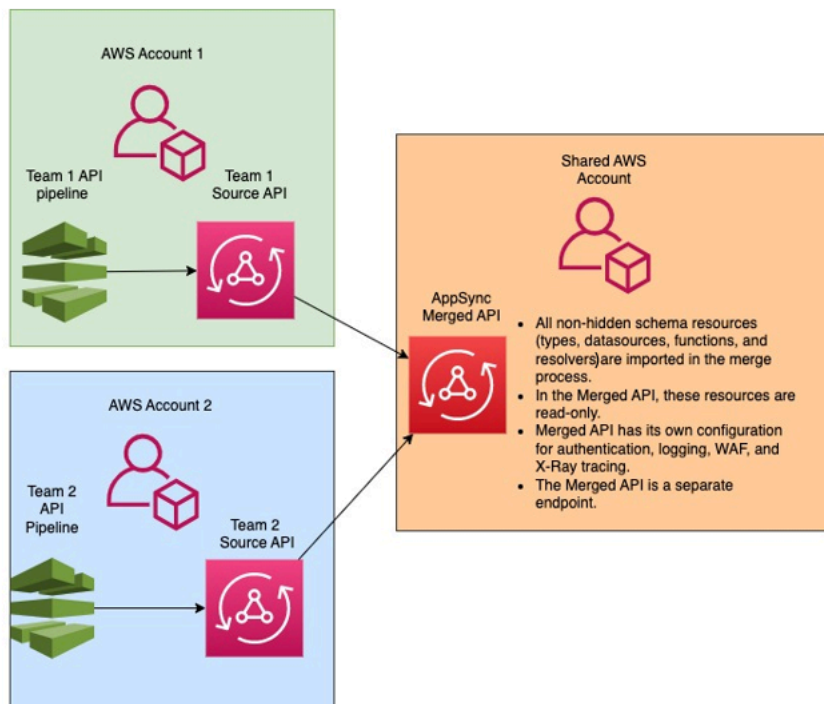 AWS Account 1
Team 1 API
pipeline
Team 1
Source API
AWS Account 2
Team 2
API
Pipeline
Team 2
Source API
Shared AWS
Account
AppSync
Merged API
• All non-hidden schema resources
(types, datasources, functions, and
resolvers)are imported in the merge
process.
• In the Merged API, these resources are
read-only.
• Merged API has its own configuration
for authentication, logging, WAF, and
X-Ray tracing.
• The Merged API is a separate
endpoint.